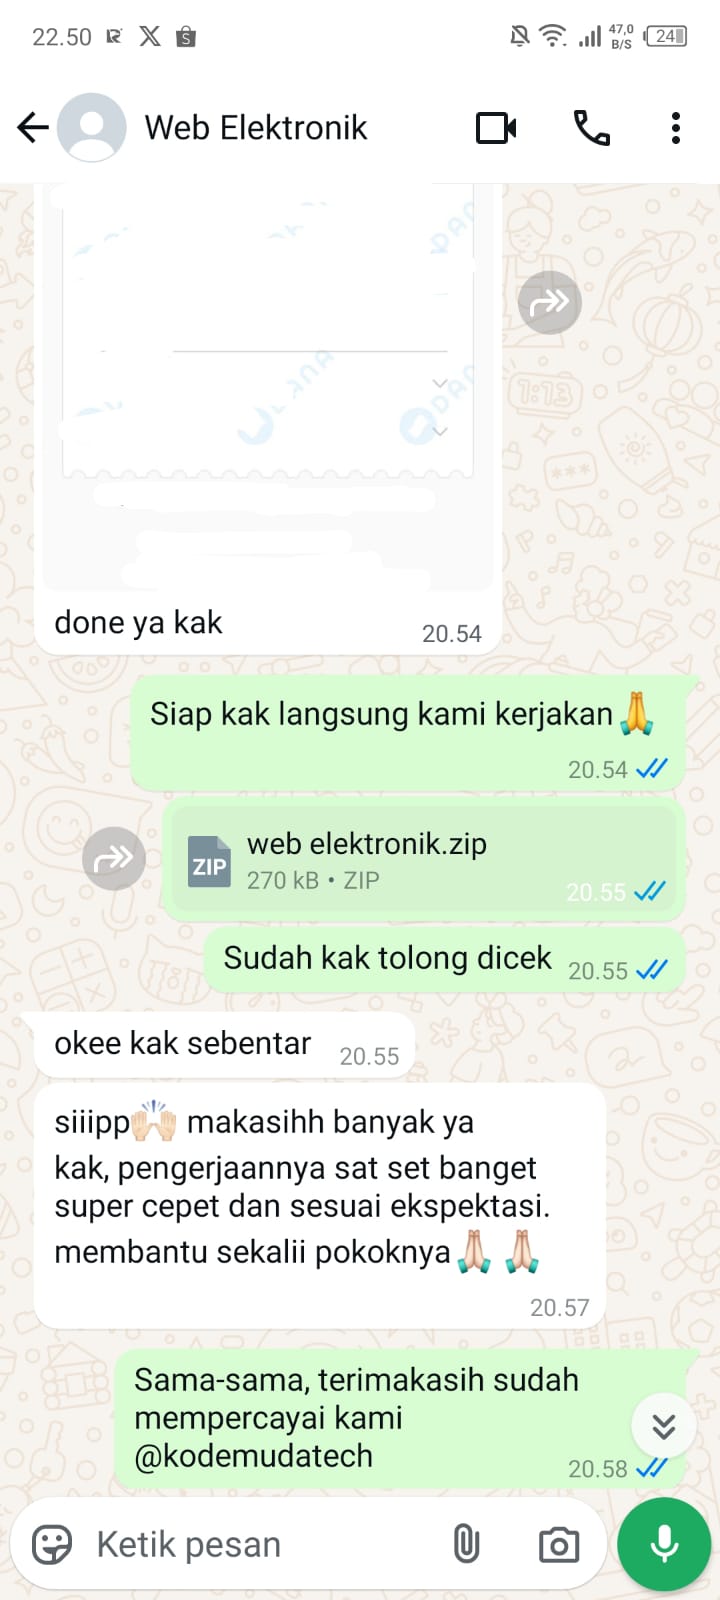 22.50
47,0
B/S
24
Web Elektronik
DANA
DANA
DANA
done ya kak
20.54
Siap kak langsung kami kerjakan🙏
20.54
ZIP
web elektronik.zip
270 kB • ZIP
20.55
Sudah kak tolong dicek
20.55
okee kak sebentar
20.55
siiipp🙌🏻 makasihh banyak ya
kak, pengerjaannya sat set banget
super cepet dan sesuai ekspektasi.
membantu sekalii pokoknya🙏🏻 🙏🏻
20.57
Sama-sama, terimakasih sudah
mempercayai kami
@kodemudatech
20.58
Ketik pesan